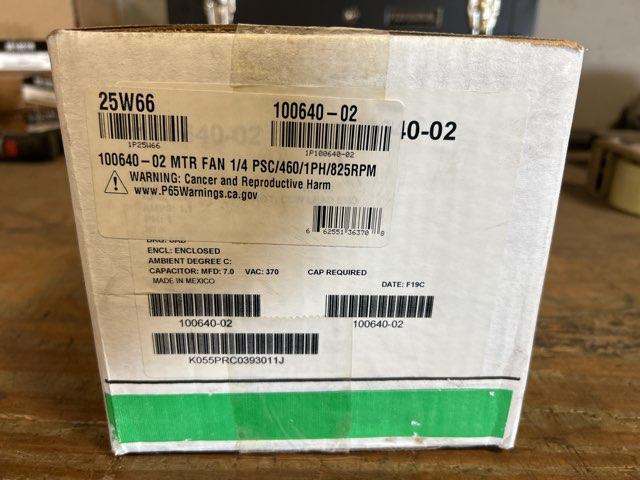 25W66
100640-02
40-02
1P25W66
1P100640-02
100640-02 MTR FAN 1/4 PSC/460/1PH/825RPM
WARNING: Cancer and Reproductive Harm
www.P65Warnings.ca.gov
6 62551 36370 8
ENCL: ENCLOSED
AMBIENT DEGREE C:
CAPACITOR: MFD: 7.0 VAC: 370 CAP REQUIRED
MADE IN MEXICO
DATE: F19C
100640-02
100640-02
K055PRC0393011J